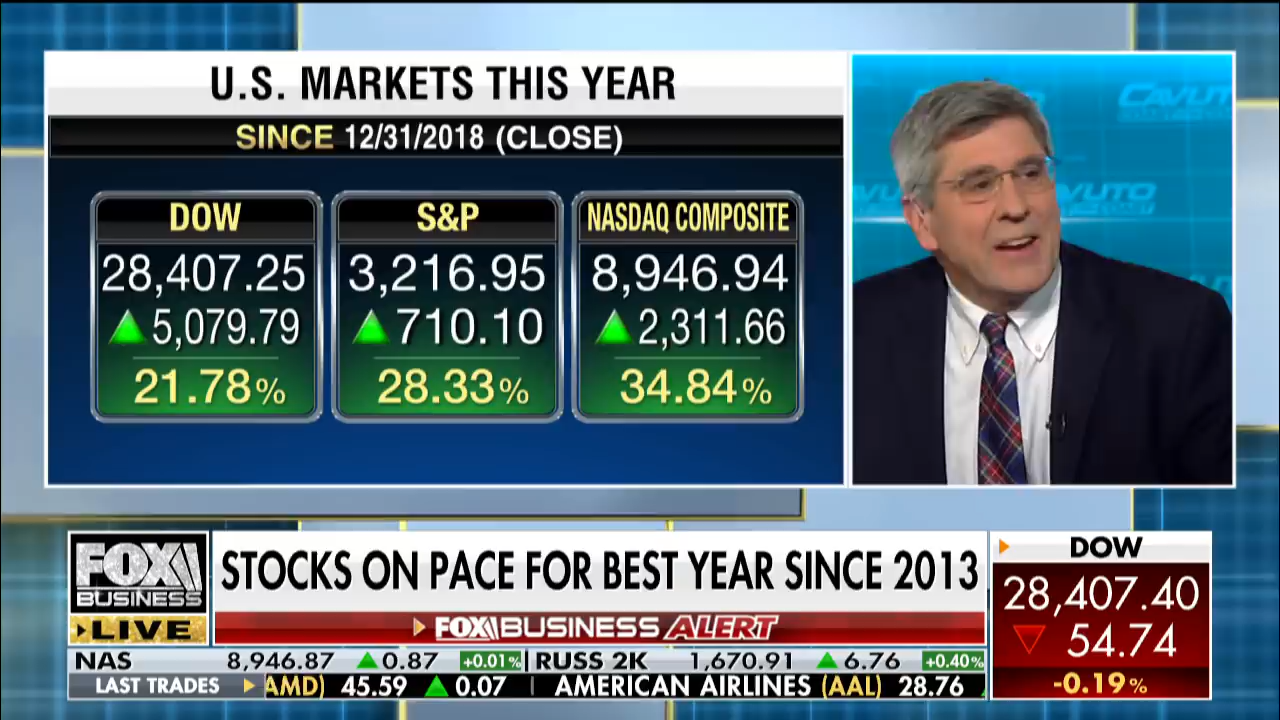 U.S. MARKETS THIS YEAR
SINCE 12/31/2018 (CLOSE)
DOW
28,407.25
5,079.79
21.78%
S&P
3,216.95
710.10
28.33%
NASDAQ COMPOSITE
8,946.94
2,311.66
34.84%
CAVUTO
AVUTO
FOX
BUSINESS
LIVE
STOCKS ON PACE FOR BEST YEAR SINCE 2013
FOX BUSINESS ALERT
DOW
28,407.40
54.74
-0.19%
NAS 8,946.87 0.87 +0.01% RUSS 2K 1,670.91 6.76 +0.40%
LAST TRADES AMD) 45.59 0.07 AMERICAN AIRLINES (AAL) 28.76